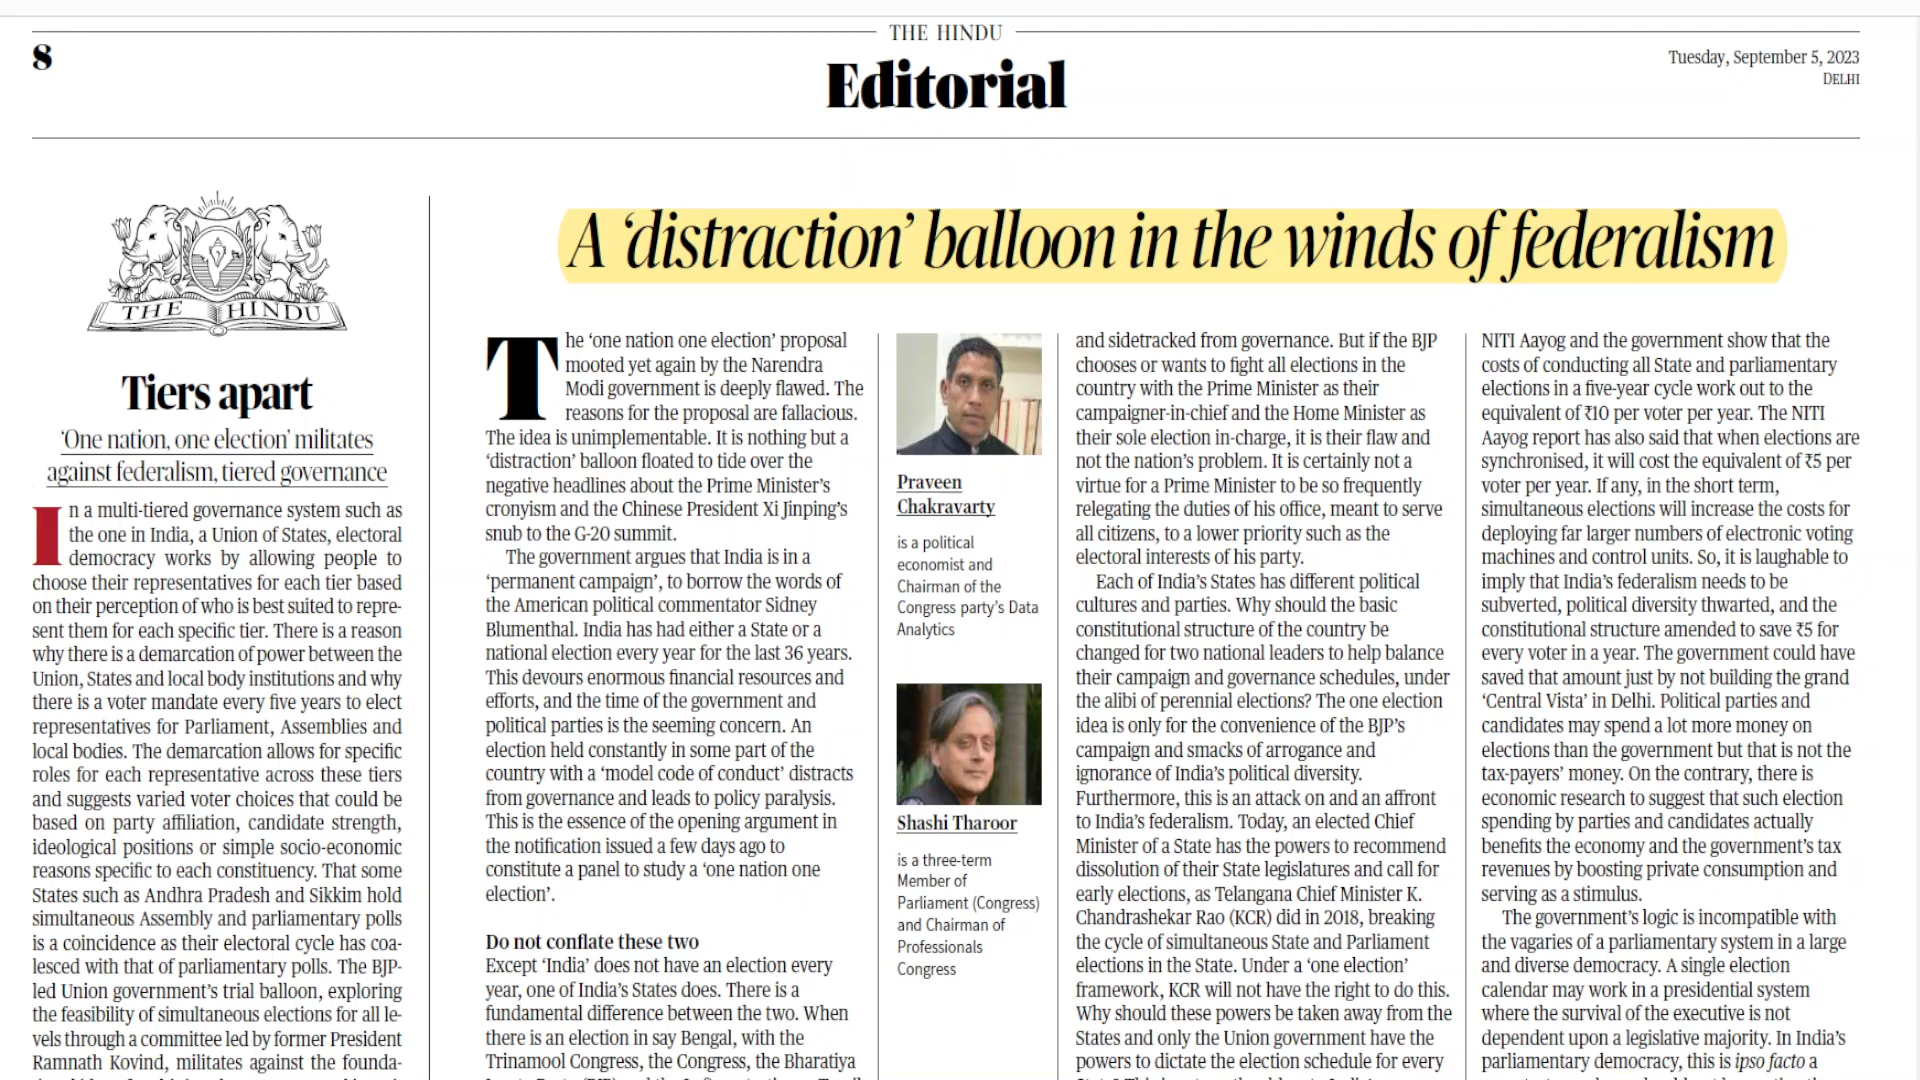 THE HINDU
8
Editorial
Tuesday, September 5, 2023
DELHI
THE HINDU
Tiers apart
‘One nation, one election’ militates
against federalism, tiered governance
In a multi-tiered governance system such as
the one in India, a Union of States, electoral
democracy works by allowing people to
choose their representatives for each tier based
on their perception of who is best suited to repre-
sent them for each specific tier. There is a reason
why there is a demarcation of power between the
Union, States and local body institutions and why
there is a voter mandate every five years to elect
representatives for Parliament, Assemblies and
local bodies. The demarcation allows for specific
roles for each representative across these tiers
and suggests varied voter choices that could be
based on party affiliation, candidate strength,
ideological positions or simple socio-economic
reasons specific to each constituency. That some
States such as Andhra Pradesh and Sikkim hold
simultaneous Assembly and parliamentary polls
is a coincidence as their electoral cycle has coa-
lesced with that of parliamentary polls. The BJP-
led Union government’s trial balloon, exploring
the feasibility of simultaneous elections for all le-
vels through a committee led by former President
Ramnath Kovind, militates against the founda-
A ‘distraction’ balloon in the winds of federalism
The ‘one nation one election’ proposal
mooted yet again by the Narendra
Modi government is deeply flawed. The
reasons for the proposal are fallacious.
The idea is unimplementable. It is nothing but a
‘distraction’ balloon floated to tide over the
negative headlines about the Prime Minister’s
cronyism and the Chinese President Xi Jinping’s
snub to the G-20 summit.
The government argues that India is in a
‘permanent campaign’, to borrow the words of
the American political commentator Sidney
Blumenthal. India has had either a State or a
national election every year for the last 36 years.
This devours enormous financial resources and
efforts, and the time of the government and
political parties is the seeming concern. An
election held constantly in some part of the
country with a ‘model code of conduct’ distracts
from governance and leads to policy paralysis.
This is the essence of the opening argument in
the notification issued a few days ago to
constitute a panel to study a ‘one nation one
election’.
Do not conflate these two
Except ‘India’ does not have an election every
year, one of India’s States does. There is a
fundamental difference between the two. When
there is an election in say Bengal, with the
Trinamool Congress, the Congress, the Bharatiya
Praveen
Chakravarty
is a political
economist and
Chairman of the
Congress party’s Data
Analytics
Shashi Tharoor
is a three-term
Member of
Parliament (Congress)
and Chairman of
Professionals
Congress
and sidetracked from governance. But if the BJP
chooses or wants to fight all elections in the
country with the Prime Minister as their
campaigner-in-chief and the Home Minister as
their sole election in-charge, it is their flaw and
not the nation’s problem. It is certainly not a
virtue for a Prime Minister to be so frequently
relegating the duties of his office, meant to serve
all citizens, to a lower priority such as the
electoral interests of his party.
Each of India’s States has different political
cultures and parties. Why should the basic
constitutional structure of the country be
changed for two national leaders to help balance
their campaign and governance schedules, under
the alibi of perennial elections? The one election
idea is only for the convenience of the BJP’s
campaign and smacks of arrogance and
ignorance of India’s political diversity.
Furthermore, this is an attack on and an affront
to India’s federalism. Today, an elected Chief
Minister of a State has the powers to recommend
dissolution of their State legislatures and call for
early elections, as Telangana Chief Minister K.
Chandrashekar Rao (KCR) did in 2018, breaking
the cycle of simultaneous State and Parliament
elections in the State. Under a ‘one election’
framework, KCR will not have the right to do this.
Why should these powers be taken away from the
States and only the Union government have the
powers to dictate the election schedule for every
NITI Aayog and the government show that the
costs of conducting all State and parliamentary
elections in a five-year cycle work out to the
equivalent of ₹10 per voter per year. The NITI
Aayog report has also said that when elections are
synchronised, it will cost the equivalent of ₹5 per
voter per year. If any, in the short term,
simultaneous elections will increase the costs for
deploying far larger numbers of electronic voting
machines and control units. So, it is laughable to
imply that India’s federalism needs to be
subverted, political diversity thwarted, and the
constitutional structure amended to save ₹5 for
every voter in a year. The government could have
saved that amount just by not building the grand
‘Central Vista’ in Delhi. Political parties and
candidates may spend a lot more money on
elections than the government but that is not the
tax-payers’ money. On the contrary, there is
economic research to suggest that such election
spending by parties and candidates actually
benefits the economy and the government’s tax
revenues by boosting private consumption and
serving as a stimulus.
The government’s logic is incompatible with
the vagaries of a parliamentary system in a large
and diverse democracy. A single election
calendar may work in a presidential system
where the survival of the executive is not
dependent upon a legislative majority. In India’s
parliamentary democracy, this is ipso facto a